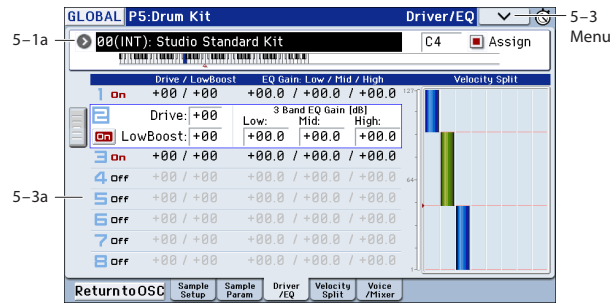 GLOBAL P5:Drum Kit Driver/EQ
5-3
Menu
5-1a
00(INT): Studio Standard Kit C4 Assign
4
Drive / LowBoost EQ Gain: Low / Mid / High Velocity Split
1 On +00 / +00 +00.0 / +00.0 / +00.0 127
2 Drive: +00 3 Band EQ Gain [dB]
Low: Mid: High:
On LowBoost: +00 +00.0 +00.0 +00.0
3 On +00 / +00 +00.0 / +00.0 / +00.0
4 Off +00 / +00 +00.0 / +00.0 / +00.0 64
5-3a
5 Off +00 / +00 +00.0 / +00.0 / +00.0
6 Off +00 / +00 +00.0 / +00.0 / +00.0
7 Off +00 / +00 +00.0 / +00.0 / +00.0
8 Off +00 / +00 +00.0 / +00.0 / +00.0 1
Return to OSC Sample Setup Sample Param Driver /EQ Velocity Split Voice /Mixer